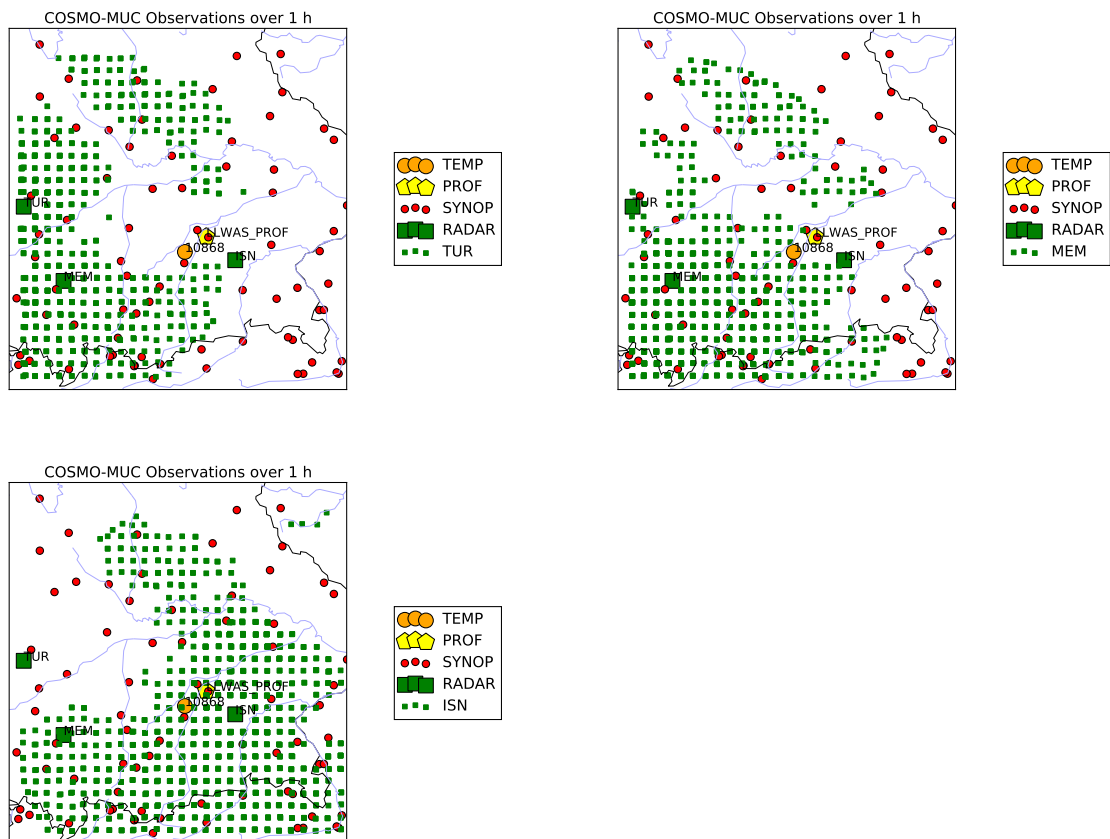 COSMO-MUC Observations over 1 h
TUR
LWAS_PROF
10868
ISN
MEM
TEMP
PROF
SYNOP
RADAR
TUR
COSMO-MUC Observations over 1 h
TUR
LWAS_PROF
10868
ISN
MEM
TEMP
PROF
SYNOP
RADAR
MEM
COSMO-MUC Observations over 1 h
TUR
LWAS_PROF
10868
ISN
MEM
TEMP
PROF
SYNOP
RADAR
ISN